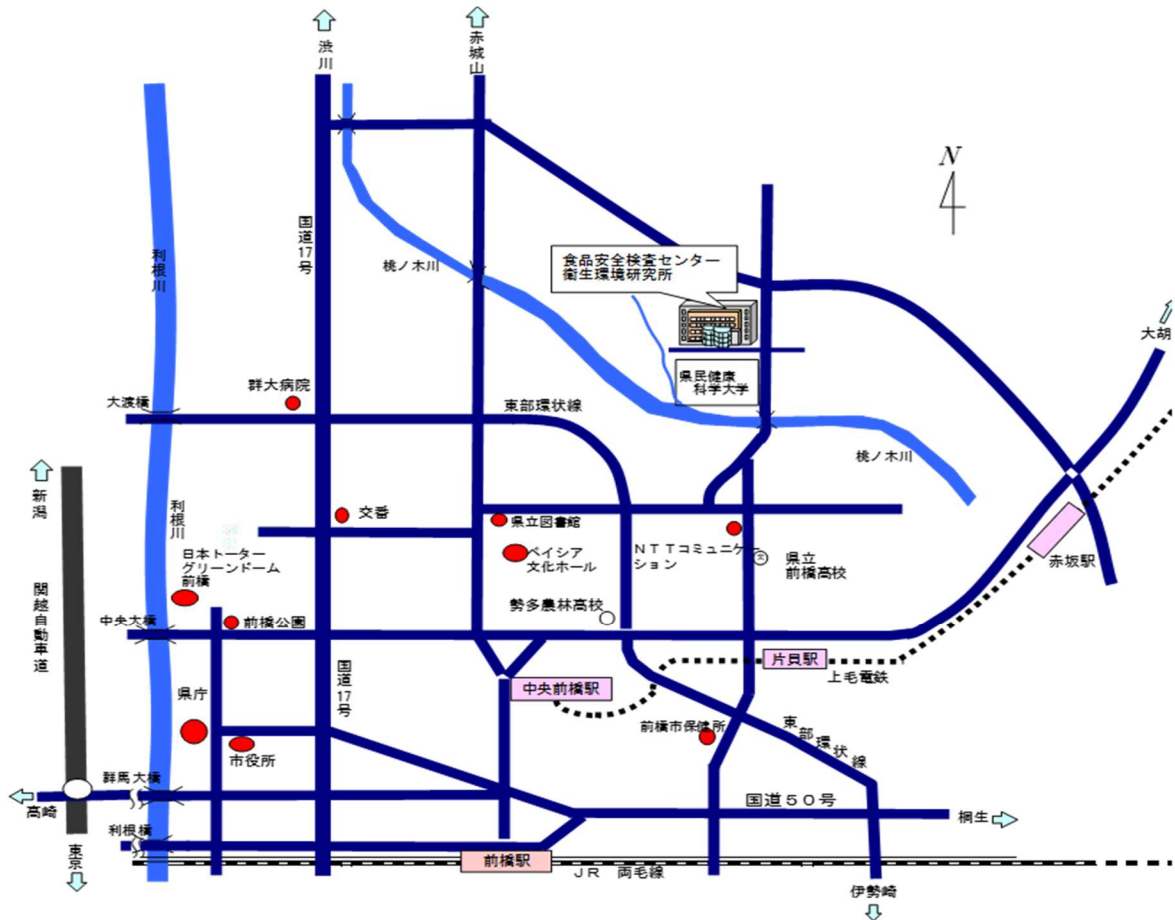 渋川
赤城山
N
国道17号
利根川
桃ノ木川
食品安全検査センター
衛生環境研究所
大胡
県民健康
科学大学
群大病院
大渡橋
東部環状線
桃ノ木川
新潟
利根川
交番
県立図書館
ベイシア
文化ホール
ＮＴＴコミュニケー
ション
文
県立
前橋高校
赤坂駅
日本トーター
グリーンドーム
前橋
勢多農林高校
関越自動車道
中央大橋
前橋公園
片貝駅
上毛電鉄
国道17号
中央前橋駅
県庁
前橋市保健所
東部環状線
市役所
群馬大橋
国道５０号
高崎
桐生
利根橋
東京
前橋駅
ＪＲ 両毛線
伊勢崎